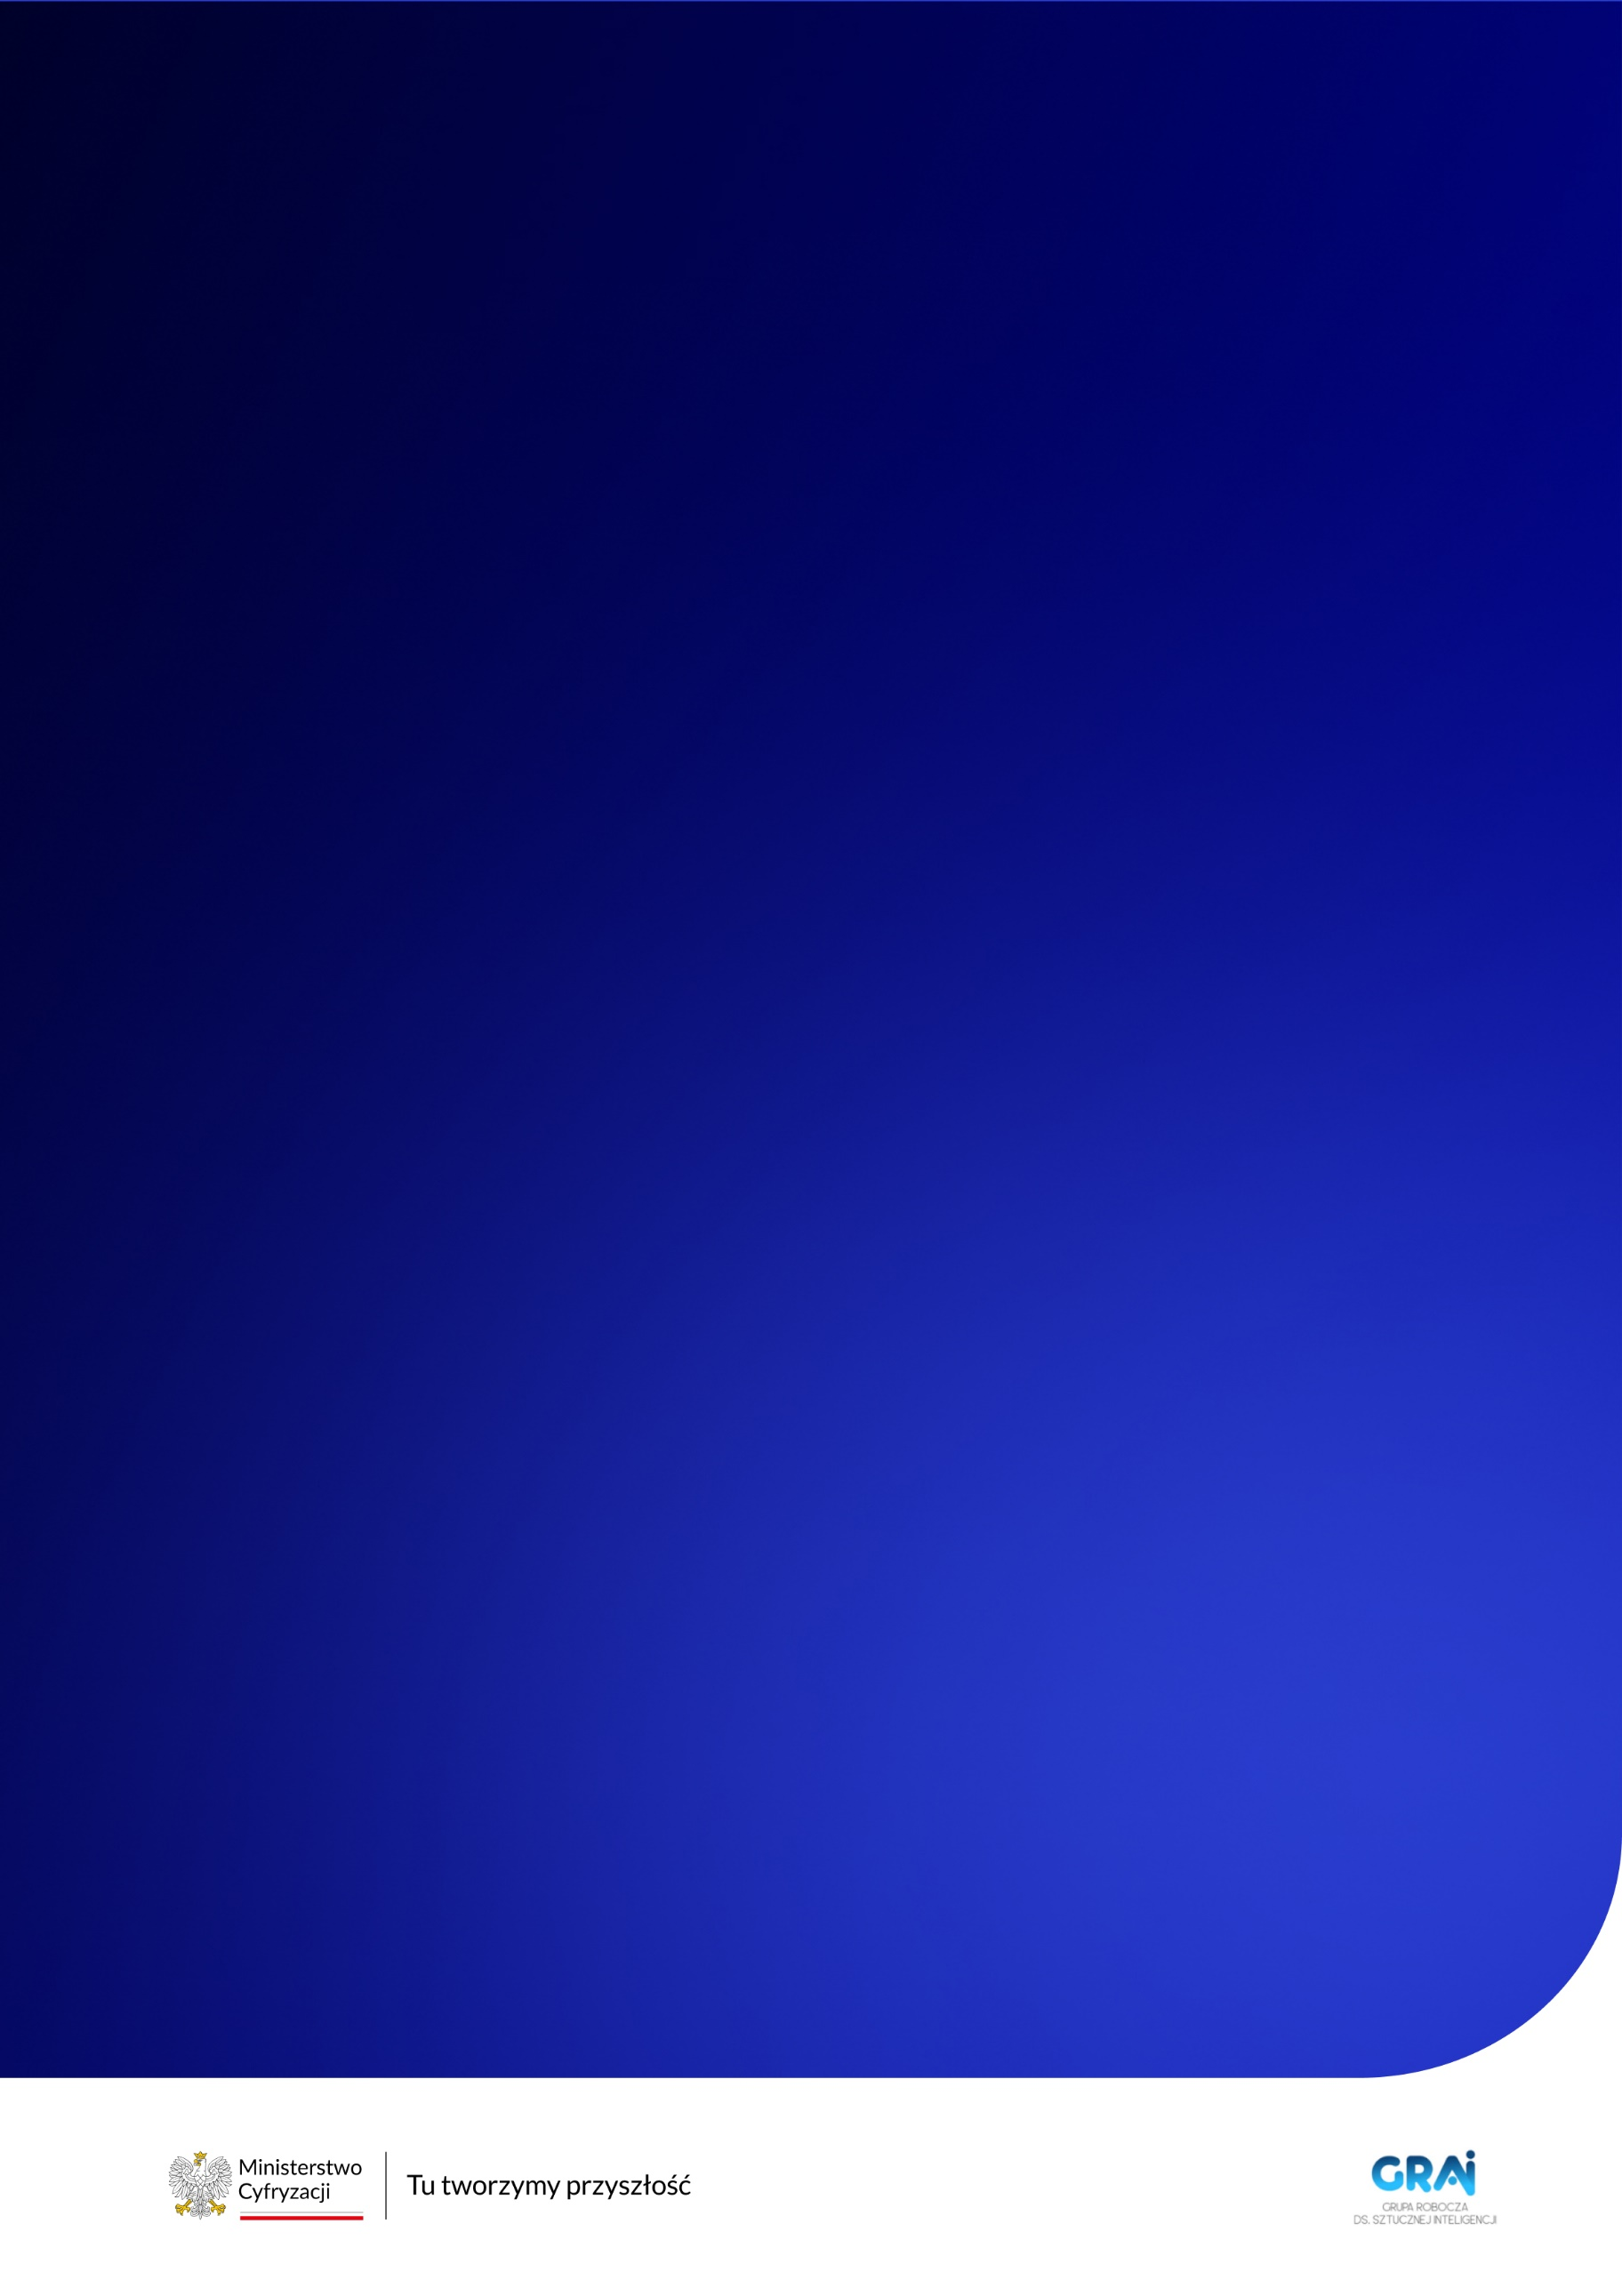 Ministerstwo
Cyfryzacji
Tu tworzymy przyszłość
GRAi
GRUPA ROBOCZA
DS. SZTUCZNEJ INTELIGENCJI